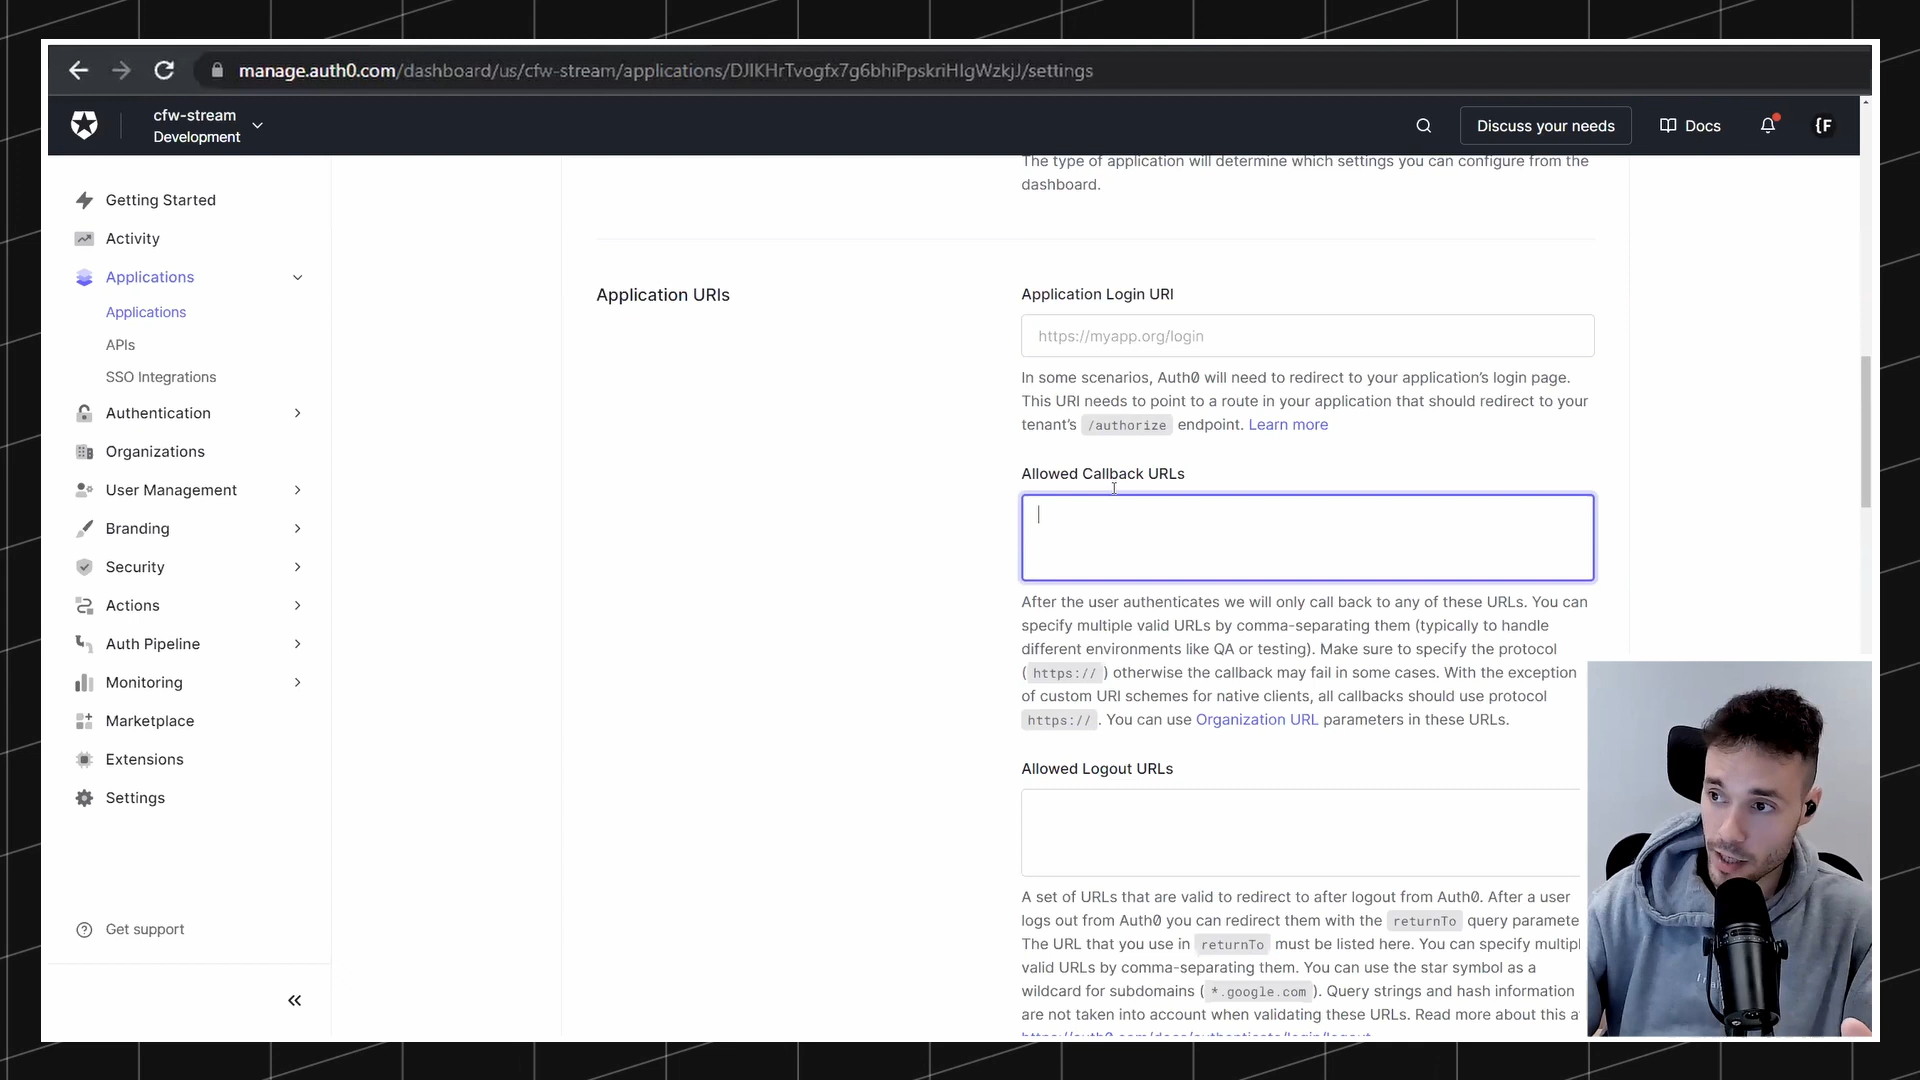 manage.auth0.com/dashboard/us/cfw-stream/applications/DJlKHrTvogfx7g6bhiPpskriHIgWzkjJ/settings
cfw-stream
Development
Discuss your needs
Docs
{F
Getting Started
Activity
Applications
Applications
APIs
SSO Integrations
Authentication
Organizations
User Management
Branding
Security
Actions
Auth Pipeline
Monitoring
Marketplace
Extensions
Settings
Get support
The type of application will determine which settings you can configure from the
dashboard.
Application URIs
Application Login URI
https://myapp.org/login
In some scenarios, Auth0 will need to redirect to your application's login page.
This URI needs to point to a route in your application that should redirect to your
tenant's /authorize endpoint. Learn more
Allowed Callback URLs
After the user authenticates we will only call back to any of these URLs. You can
specify multiple valid URLs by comma-separating them (typically to handle
different environments like QA or testing). Make sure to specify the protocol
( https:// ) otherwise the callback may fail in some cases. With the exception
of custom URI schemes for native clients, all callbacks should use protocol
https:// . You can use Organization URL parameters in these URLs.
Allowed Logout URLs
A set of URLs that are valid to redirect to after logout from Auth0. After a user
logs out from Auth0 you can redirect them with the returnTo query paramete
The URL that you use in returnTo must be listed here. You can specify multipl
valid URLs by comma-separating them. You can use the star symbol as a
wildcard for subdomains ( *.google.com ). Query strings and hash information
are not taken into account when validating these URLs. Read more about this a
https://auth0.com/docs/authenticate/login/logout